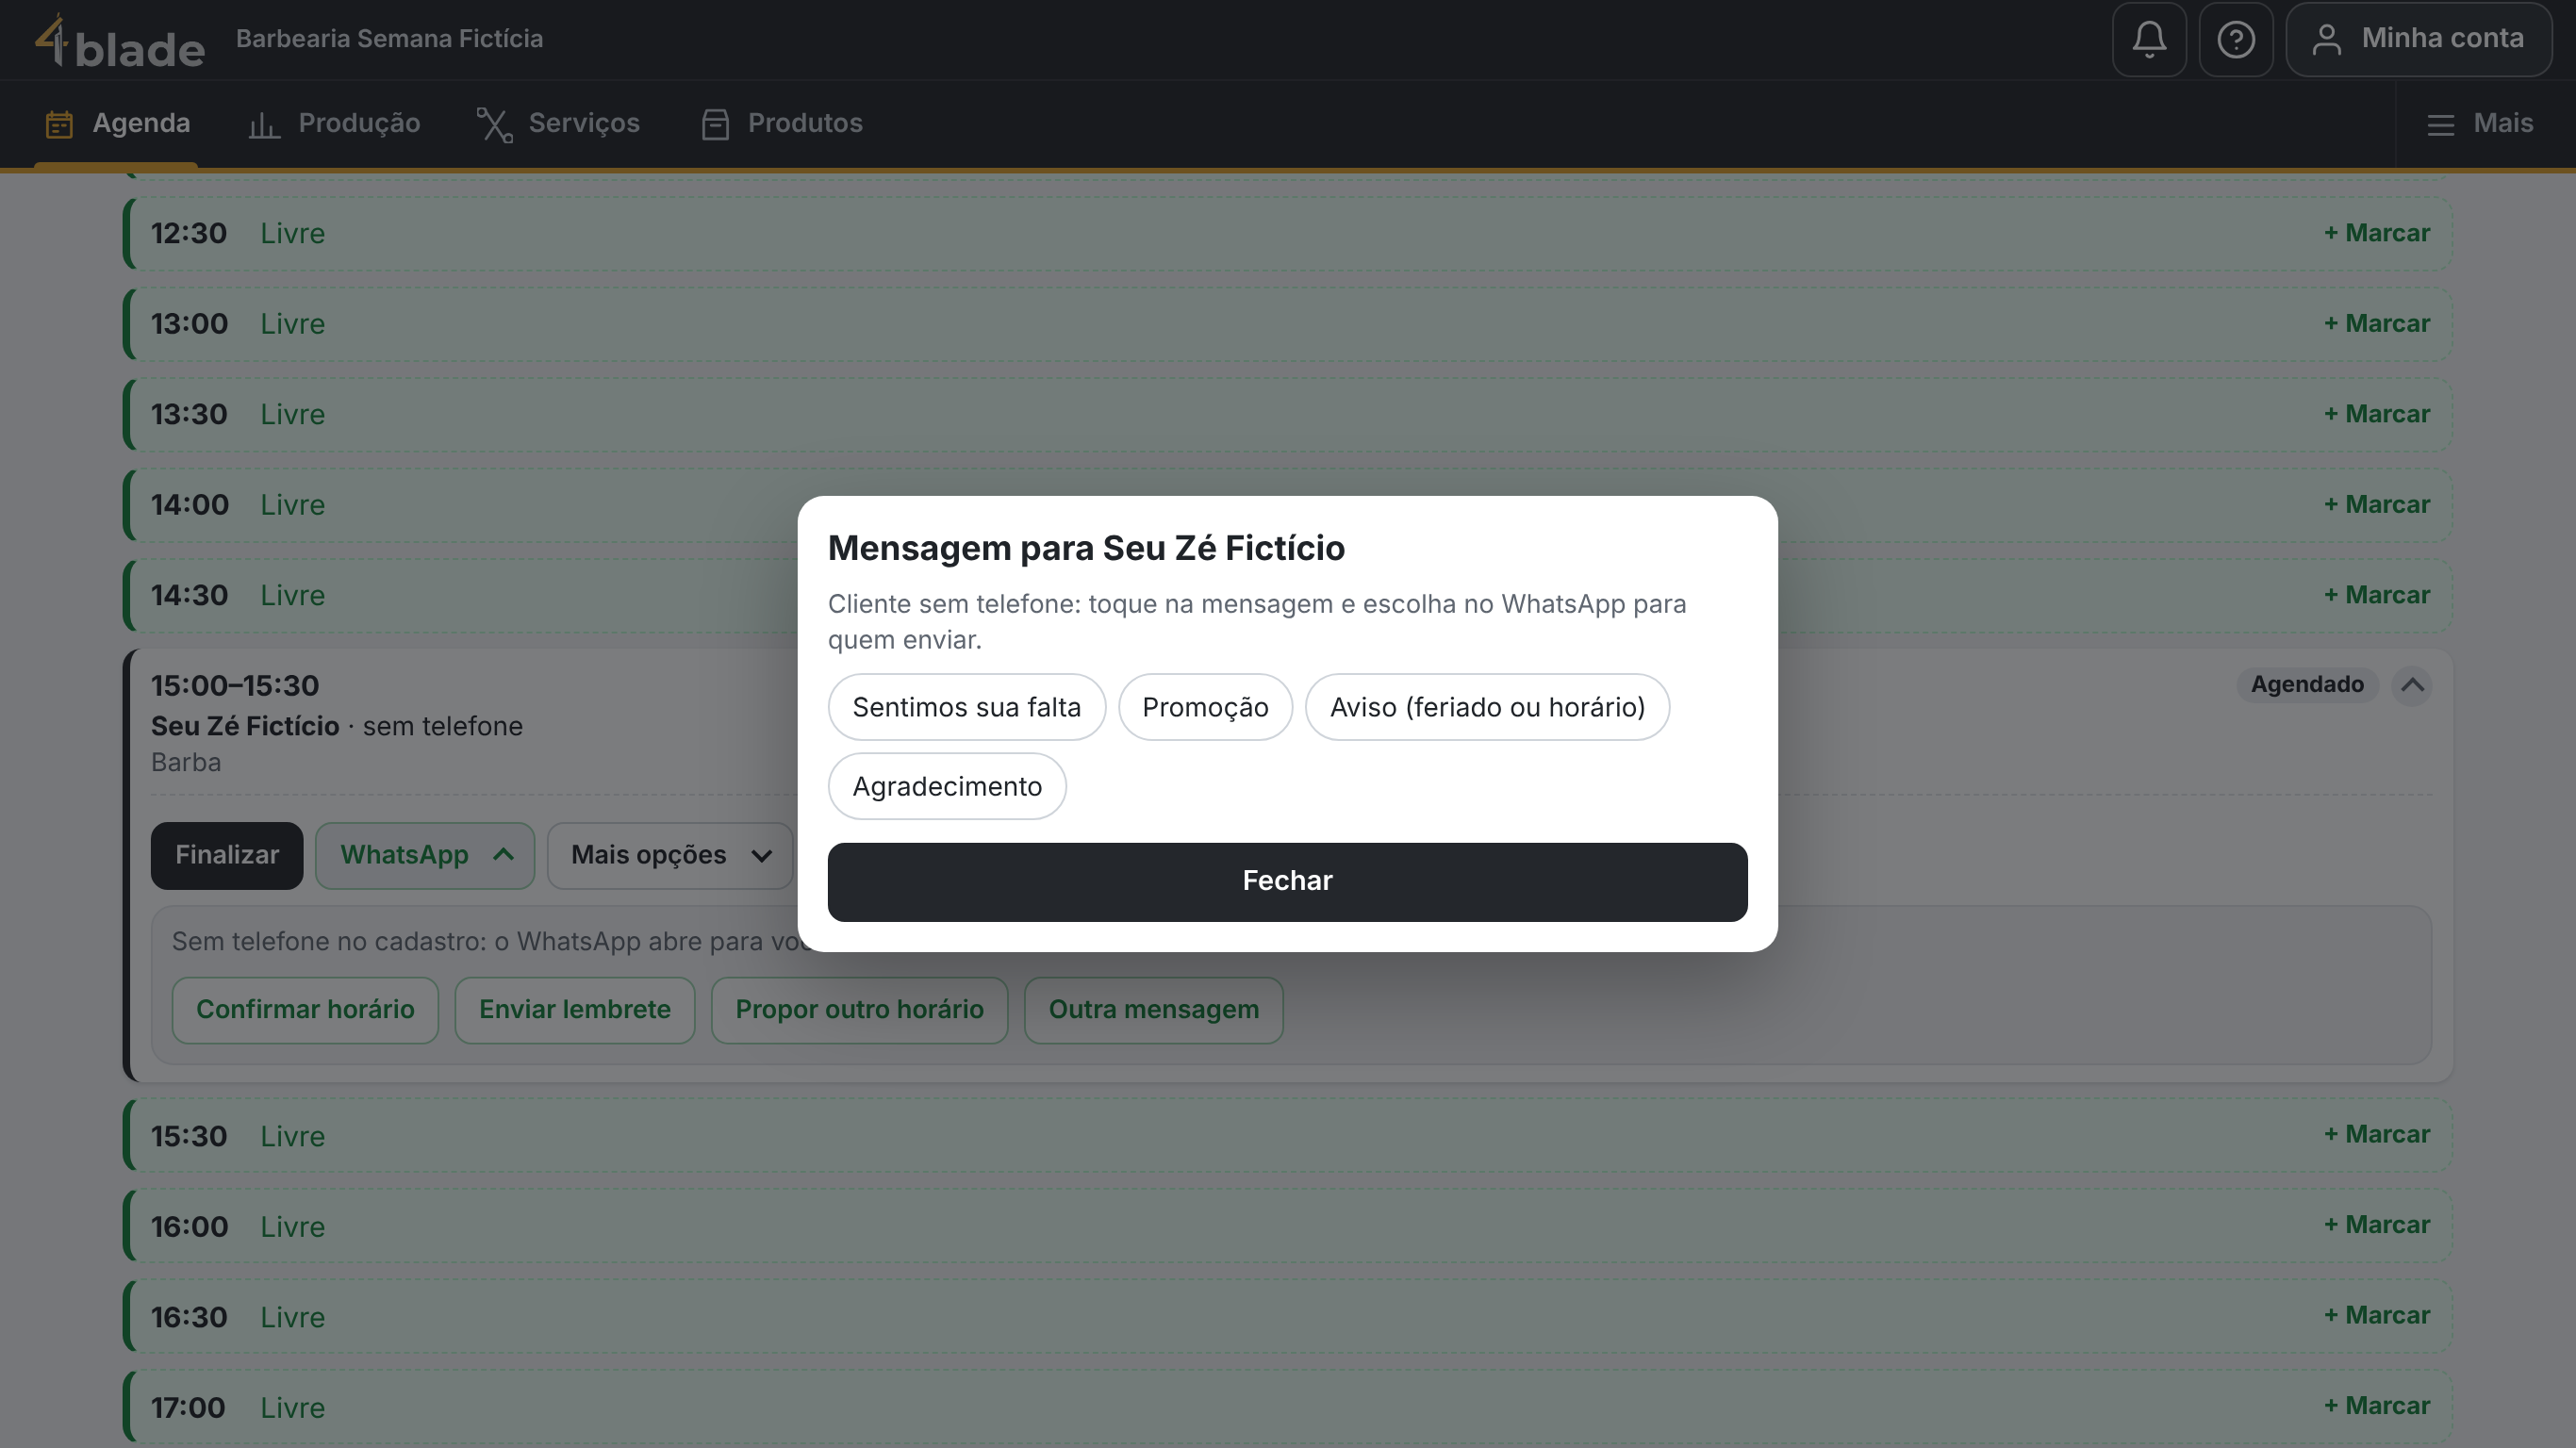 4blade
Barbearia Semana Fictícia
Minha conta
Agenda
Produção
Serviços
Produtos
Mais
12:30 Livre + Marcar
13:00 Livre + Marcar
13:30 Livre + Marcar
14:00 Livre + Marcar
14:30 Livre + Marcar
15:00–15:30
Agendado
Seu Zé Fictício · sem telefone
Barba
Finalizar
WhatsApp
Mais opções
Sem telefone no cadastro: o WhatsApp abre para
Confirmar horário
Enviar lembrete
Propor outro horário
Outra mensagem
Mensagem para Seu Zé Fictício
Cliente sem telefone: toque na mensagem e escolha no WhatsApp para
quem enviar.
Sentimos sua falta
Promoção
Aviso (feriado ou horário)
Agradecimento
Fechar
15:30 Livre + Marcar
16:00 Livre + Marcar
16:30 Livre + Marcar
17:00 Livre + Marcar